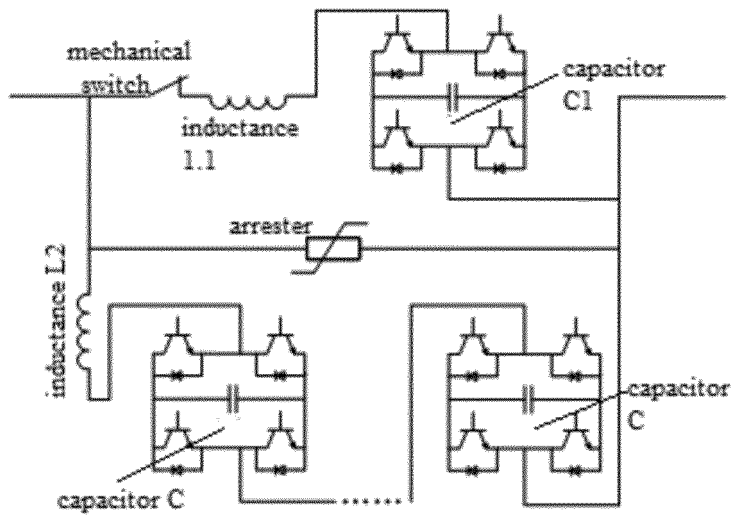 mechanical
switch
capacitor
C1
inductance
1.1
arrester
inductance L2
capacitor
C
capacitor C